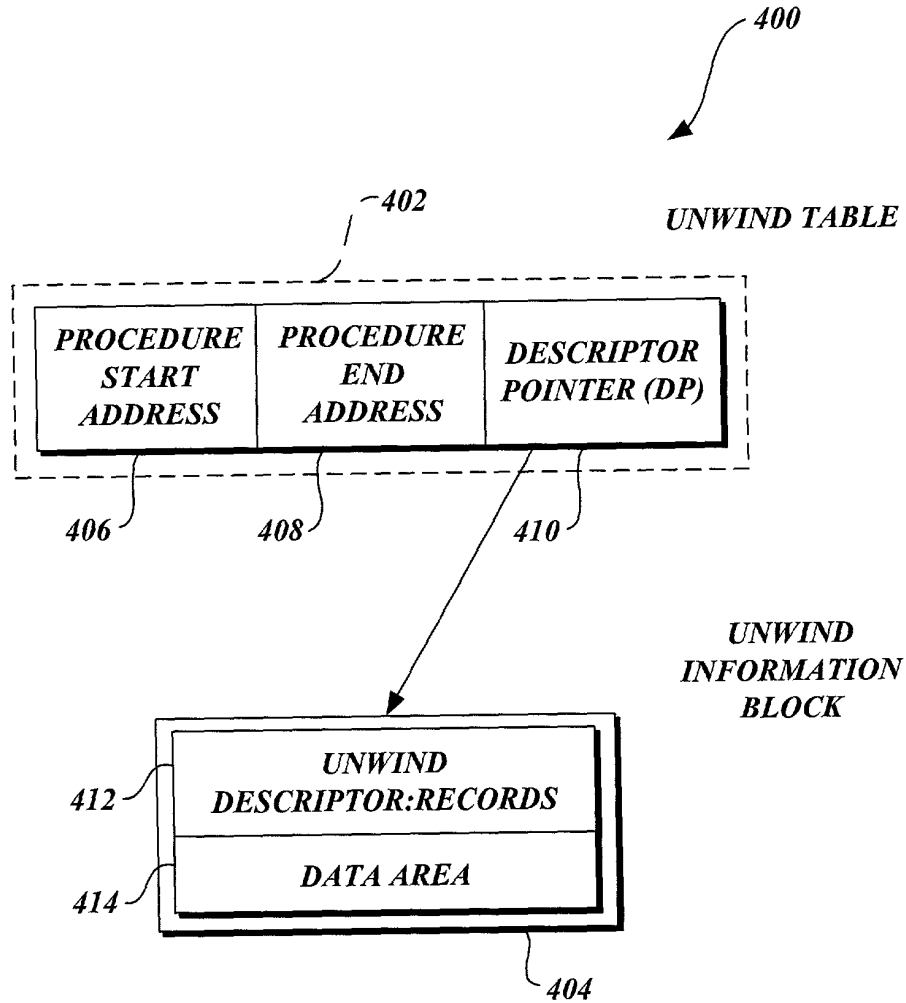 400
402
UNWIND TABLE
PROCEDURE
START
ADDRESS
PROCEDURE
END
ADDRESS
DESCRIPTOR
POINTER (DP)
406
408
410
UNWIND
INFORMATION
BLOCK
412
UNWIND
DESCRIPTOR:RECORDS
414
DATA AREA
404